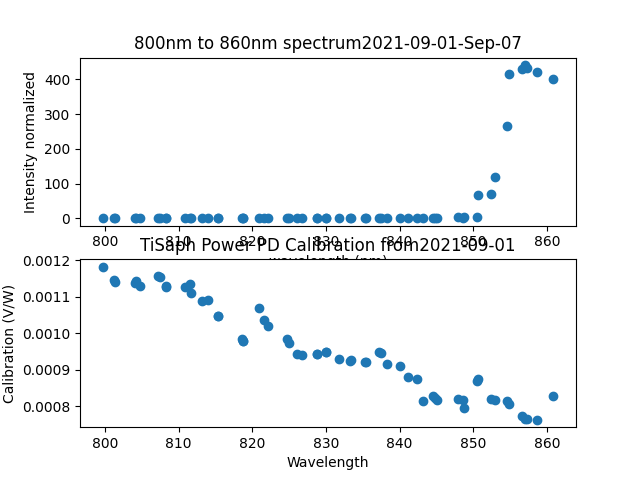 800nm to 860nm spectrum2021-09-01-Sep-07
400
300
200
100
0
Intensity normalized
800 810 820 830 840 850 860
wavelength (nm)
TiSaph Power PD Calibration from2021-09-01
0.0012
0.0011
0.0010
0.0009
0.0008
Calibration (V/W)
800 810 820 830 840 850 860
Wavelength